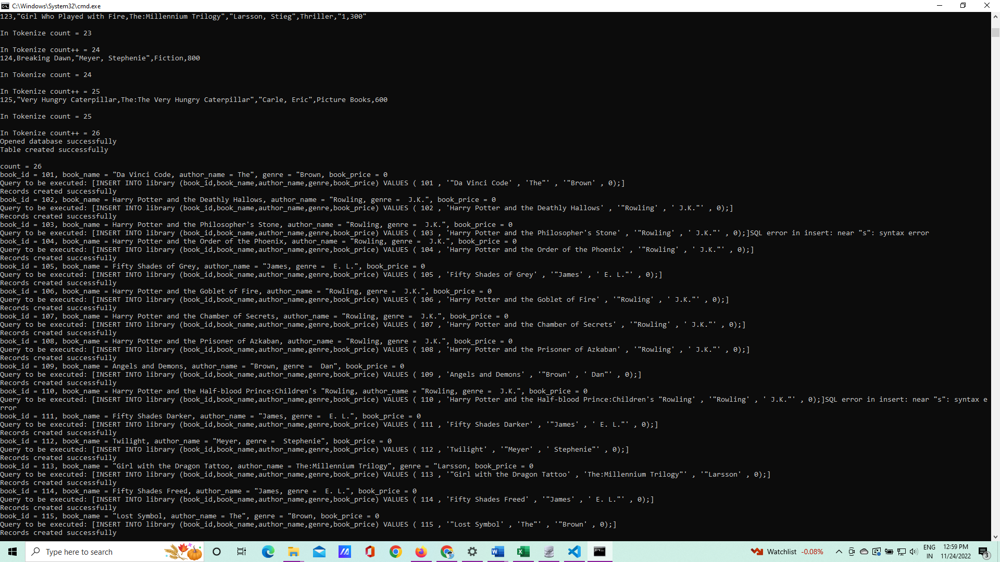 C:\Windows\System32\cmd.exe
123,"Girl Who Played with Fire,The:Millennium Trilogy","Larsson, Stieg",Thriller,"1,300"
In Tokenize count = 23
In Tokenize count++ = 24
124,Breaking Dawn,"Meyer, Stephenie",Fiction,800
In Tokenize count = 24
In Tokenize count++ = 25
125,"Very Hungry Caterpillar,The:The Very Hungry Caterpillar","Carle, Eric",Picture Books,600
In Tokenize count = 25
In Tokenize count++ = 26
Opened database successfully
Table created successfully
count = 26
book_id = 101, book_name = "Da Vinci Code, author_name = The", genre = "Brown, book_price = 0
Query to be executed: [INSERT INTO library (book_id,book_name,author_name,genre,book_price) VALUES ( 101 , '"Da Vinci Code' , 'The"' , '"Brown' , 0);]
Records created successfully
book_id = 102, book_name = Harry Potter and the Deathly Hallows, author_name = "Rowling, genre =  J.K.", book_price = 0
Query to be executed: [INSERT INTO library (book_id,book_name,author_name,genre,book_price) VALUES ( 102 , 'Harry Potter and the Deathly Hallows' , '"Rowling' , ' J.K."' , 0);]
Records created successfully
book_id = 103, book_name = Harry Potter and the Philosopher's Stone, author_name = "Rowling, genre =  J.K.", book_price = 0
Query to be executed: [INSERT INTO library (book_id,book_name,author_name,genre,book_price) VALUES ( 103 , 'Harry Potter and the Philosopher's Stone' , '"Rowling' , ' J.K."' , 0);]SQL error in insert: near "s": syntax error
book_id = 104, book_name = Harry Potter and the Order of the Phoenix, author_name = "Rowling, genre =  J.K.", book_price = 0
Query to be executed: [INSERT INTO library (book_id,book_name,author_name,genre,book_price) VALUES ( 104 , 'Harry Potter and the Order of the Phoenix' , '"Rowling' , ' J.K."' , 0);]
Records created successfully
book_id = 105, book_name = Fifty Shades of Grey, author_name = "James, genre =  E. L.", book_price = 0
Query to be executed: [INSERT INTO library (book_id,book_name,author_name,genre,book_price) VALUES ( 105 , 'Fifty Shades of Grey' , '"James' , ' E. L."' , 0);]
Records created successfully
book_id = 106, book_name = Harry Potter and the Goblet of Fire, author_name = "Rowling, genre =  J.K.", book_price = 0
Query to be executed: [INSERT INTO library (book_id,book_name,author_name,genre,book_price) VALUES ( 106 , 'Harry Potter and the Goblet of Fire' , '"Rowling' , ' J.K."' , 0);]
Records created successfully
book_id = 107, book_name = Harry Potter and the Chamber of Secrets, author_name = "Rowling, genre =  J.K.", book_price = 0
Query to be executed: [INSERT INTO library (book_id,book_name,author_name,genre,book_price) VALUES ( 107 , 'Harry Potter and the Chamber of Secrets' , '"Rowling' , ' J.K."' , 0);]
Records created successfully
book_id = 108, book_name = Harry Potter and the Prisoner of Azkaban, author_name = "Rowling, genre =  J.K.", book_price = 0
Query to be executed: [INSERT INTO library (book_id,book_name,author_name,genre,book_price) VALUES ( 108 , 'Harry Potter and the Prisoner of Azkaban' , '"Rowling' , ' J.K."' , 0);]
Records created successfully
book_id = 109, book_name = Angels and Demons, author_name = "Brown, genre =  Dan", book_price = 0
Query to be executed: [INSERT INTO library (book_id,book_name,author_name,genre,book_price) VALUES ( 109 , 'Angels and Demons' , '"Brown' , ' Dan"' , 0);]
Records created successfully
book_id = 110, book_name = Harry Potter and the Half-blood Prince:Children's "Rowling, author_name = "Rowling, genre =  J.K.", book_price = 0
Query to be executed: [INSERT INTO library (book_id,book_name,author_name,genre,book_price) VALUES ( 110 , 'Harry Potter and the Half-blood Prince:Children's "Rowling' , '"Rowling' , ' J.K."' , 0);]SQL error in insert: near "s": syntax e
rror
book_id = 111, book_name = Fifty Shades Darker, author_name = "James, genre =  E. L.", book_price = 0
Query to be executed: [INSERT INTO library (book_id,book_name,author_name,genre,book_price) VALUES ( 111 , 'Fifty Shades Darker' , '"James' , ' E. L."' , 0);]
Records created successfully
book_id = 112, book_name = Twilight, author_name = "Meyer, genre =  Stephenie", book_price = 0
Query to be executed: [INSERT INTO library (book_id,book_name,author_name,genre,book_price) VALUES ( 112 , 'Twilight' , '"Meyer' , ' Stephenie"' , 0);]
Records created successfully
book_id = 113, book_name = "Girl with the Dragon Tattoo, author_name = The:Millennium Trilogy", genre = "Larsson, book_price = 0
Query to be executed: [INSERT INTO library (book_id,book_name,author_name,genre,book_price) VALUES ( 113 , '"Girl with the Dragon Tattoo' , 'The:Millennium Trilogy"' , '"Larsson' , 0);]
Records created successfully
book_id = 114, book_name = Fifty Shades Freed, author_name = "James, genre =  E. L.", book_price = 0
Query to be executed: [INSERT INTO library (book_id,book_name,author_name,genre,book_price) VALUES ( 114 , 'Fifty Shades Freed' , '"James' , ' E. L."' , 0);]
Records created successfully
book_id = 115, book_name = "Lost Symbol, author_name = The", genre = "Brown, book_price = 0
Query to be executed: [INSERT INTO library (book_id,book_name,author_name,genre,book_price) VALUES ( 115 , '"Lost Symbol' , 'The"' , '"Brown' , 0);]
Records created successfully
Type here to search
Watchlist -0.08%
ENG
IN
12:59 PM
11/24/2022
3